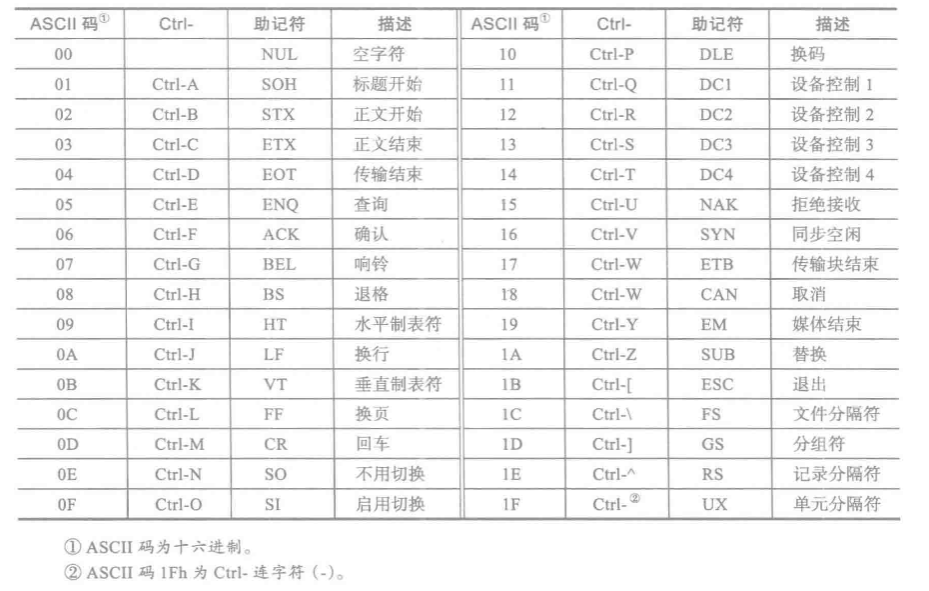 ASCII 码① Ctrl- 助记符 描述 ASCII 码① Ctrl- 助记符 描述
00 NUL 空字符 10 Ctrl-P DLE 换码
01 Ctrl-A SOH 标题开始 11 Ctrl-Q DC1 设备控制 1
02 Ctrl-B STX 正文开始 12 Ctrl-R DC2 设备控制 2
03 Ctrl-C ETX 正文结束 13 Ctrl-S DC3 设备控制 3
04 Ctrl-D EOT 传输结束 14 Ctrl-T DC4 设备控制 4
05 Ctrl-E ENQ 查询 15 Ctrl-U NAK 拒绝接收
06 Ctrl-F ACK 确认 16 Ctrl-V SYN 同步空闲
07 Ctrl-G BEL 响铃 17 Ctrl-W ETB 传输块结束
08 Ctrl-H BS 退格 18 Ctrl-W CAN 取消
09 Ctrl-I HT 水平制表符 19 Ctrl-Y EM 媒体结束
0A Ctrl-J LF 换行 1A Ctrl-Z SUB 替换
0B Ctrl-K VT 垂直制表符 1B Ctrl-[ ESC 退出
0C Ctrl-L FF 换页 1C Ctrl-\ FS 文件分隔符
0D Ctrl-M CR 回车 1D Ctrl-] GS 分组符
0E Ctrl-N SO 不用切换 1E Ctrl-^ RS 记录分隔符
0F Ctrl-O SI 启用切换 1F Ctrl-② UX 单元分隔符
① ASCII 码为十六进制。
② ASCII 码 1Fh 为 Ctrl- 连字符（-）。